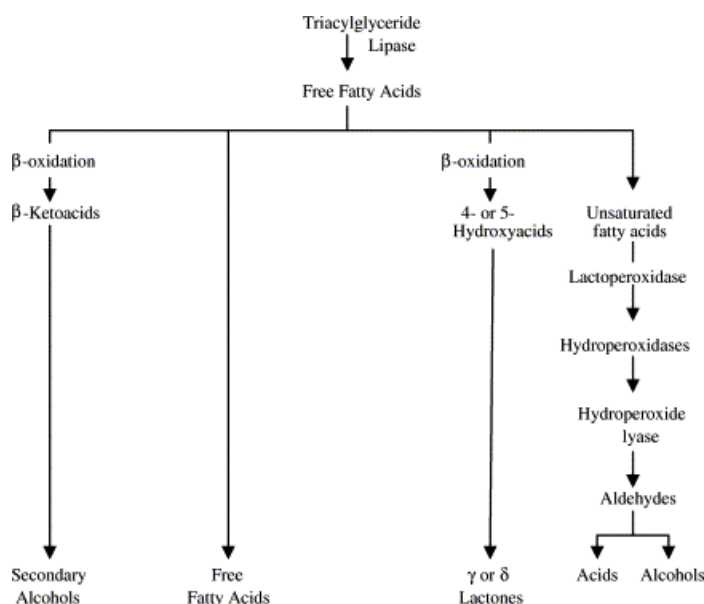 Triacylglyceride
Lipase
Free Fatty Acids
β-oxidation
β-oxidation
β-Ketoacids
4- or 5-
Hydroxyacids
Unsaturated
fatty acids
Lactoperoxidase
Hydroperoxidases
Hydroperoxide
lyase
Aldehydes
Secondary
Alcohols
Free
Fatty Acids
γ or δ
Lactones
Acids
Alcohols